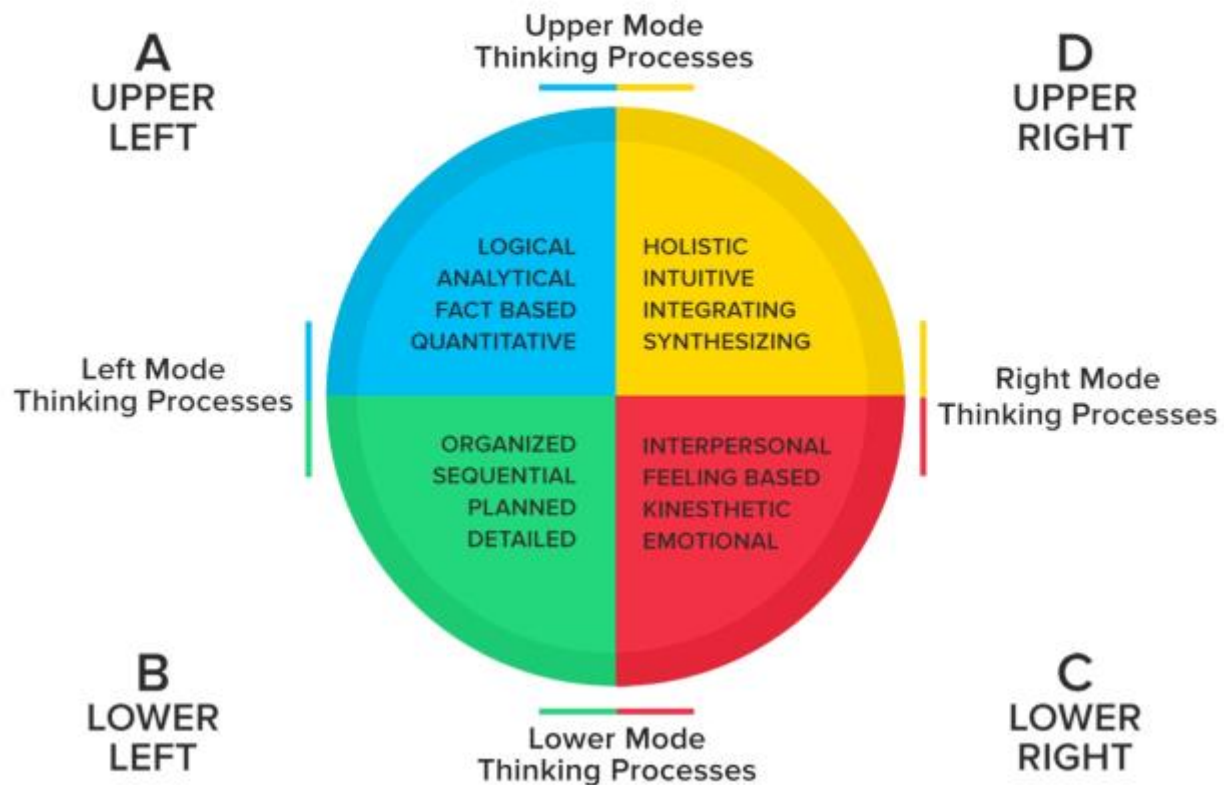 A
UPPER
LEFT
Upper Mode
Thinking Processes
D
UPPER
RIGHT
LOGICAL
ANALYTICAL
FACT BASED
QUANTITATIVE
HOLISTIC
INTUITIVE
INTEGRATING
SYNTHESIZING
Left Mode
Thinking Processes
Right Mode
Thinking Processes
ORGANIZED
SEQUENTIAL
PLANNED
DETAILED
INTERPERSONAL
FEELING BASED
KINESTHETIC
EMOTIONAL
B
LOWER
LEFT
Lower Mode
Thinking Processes
C
LOWER
RIGHT